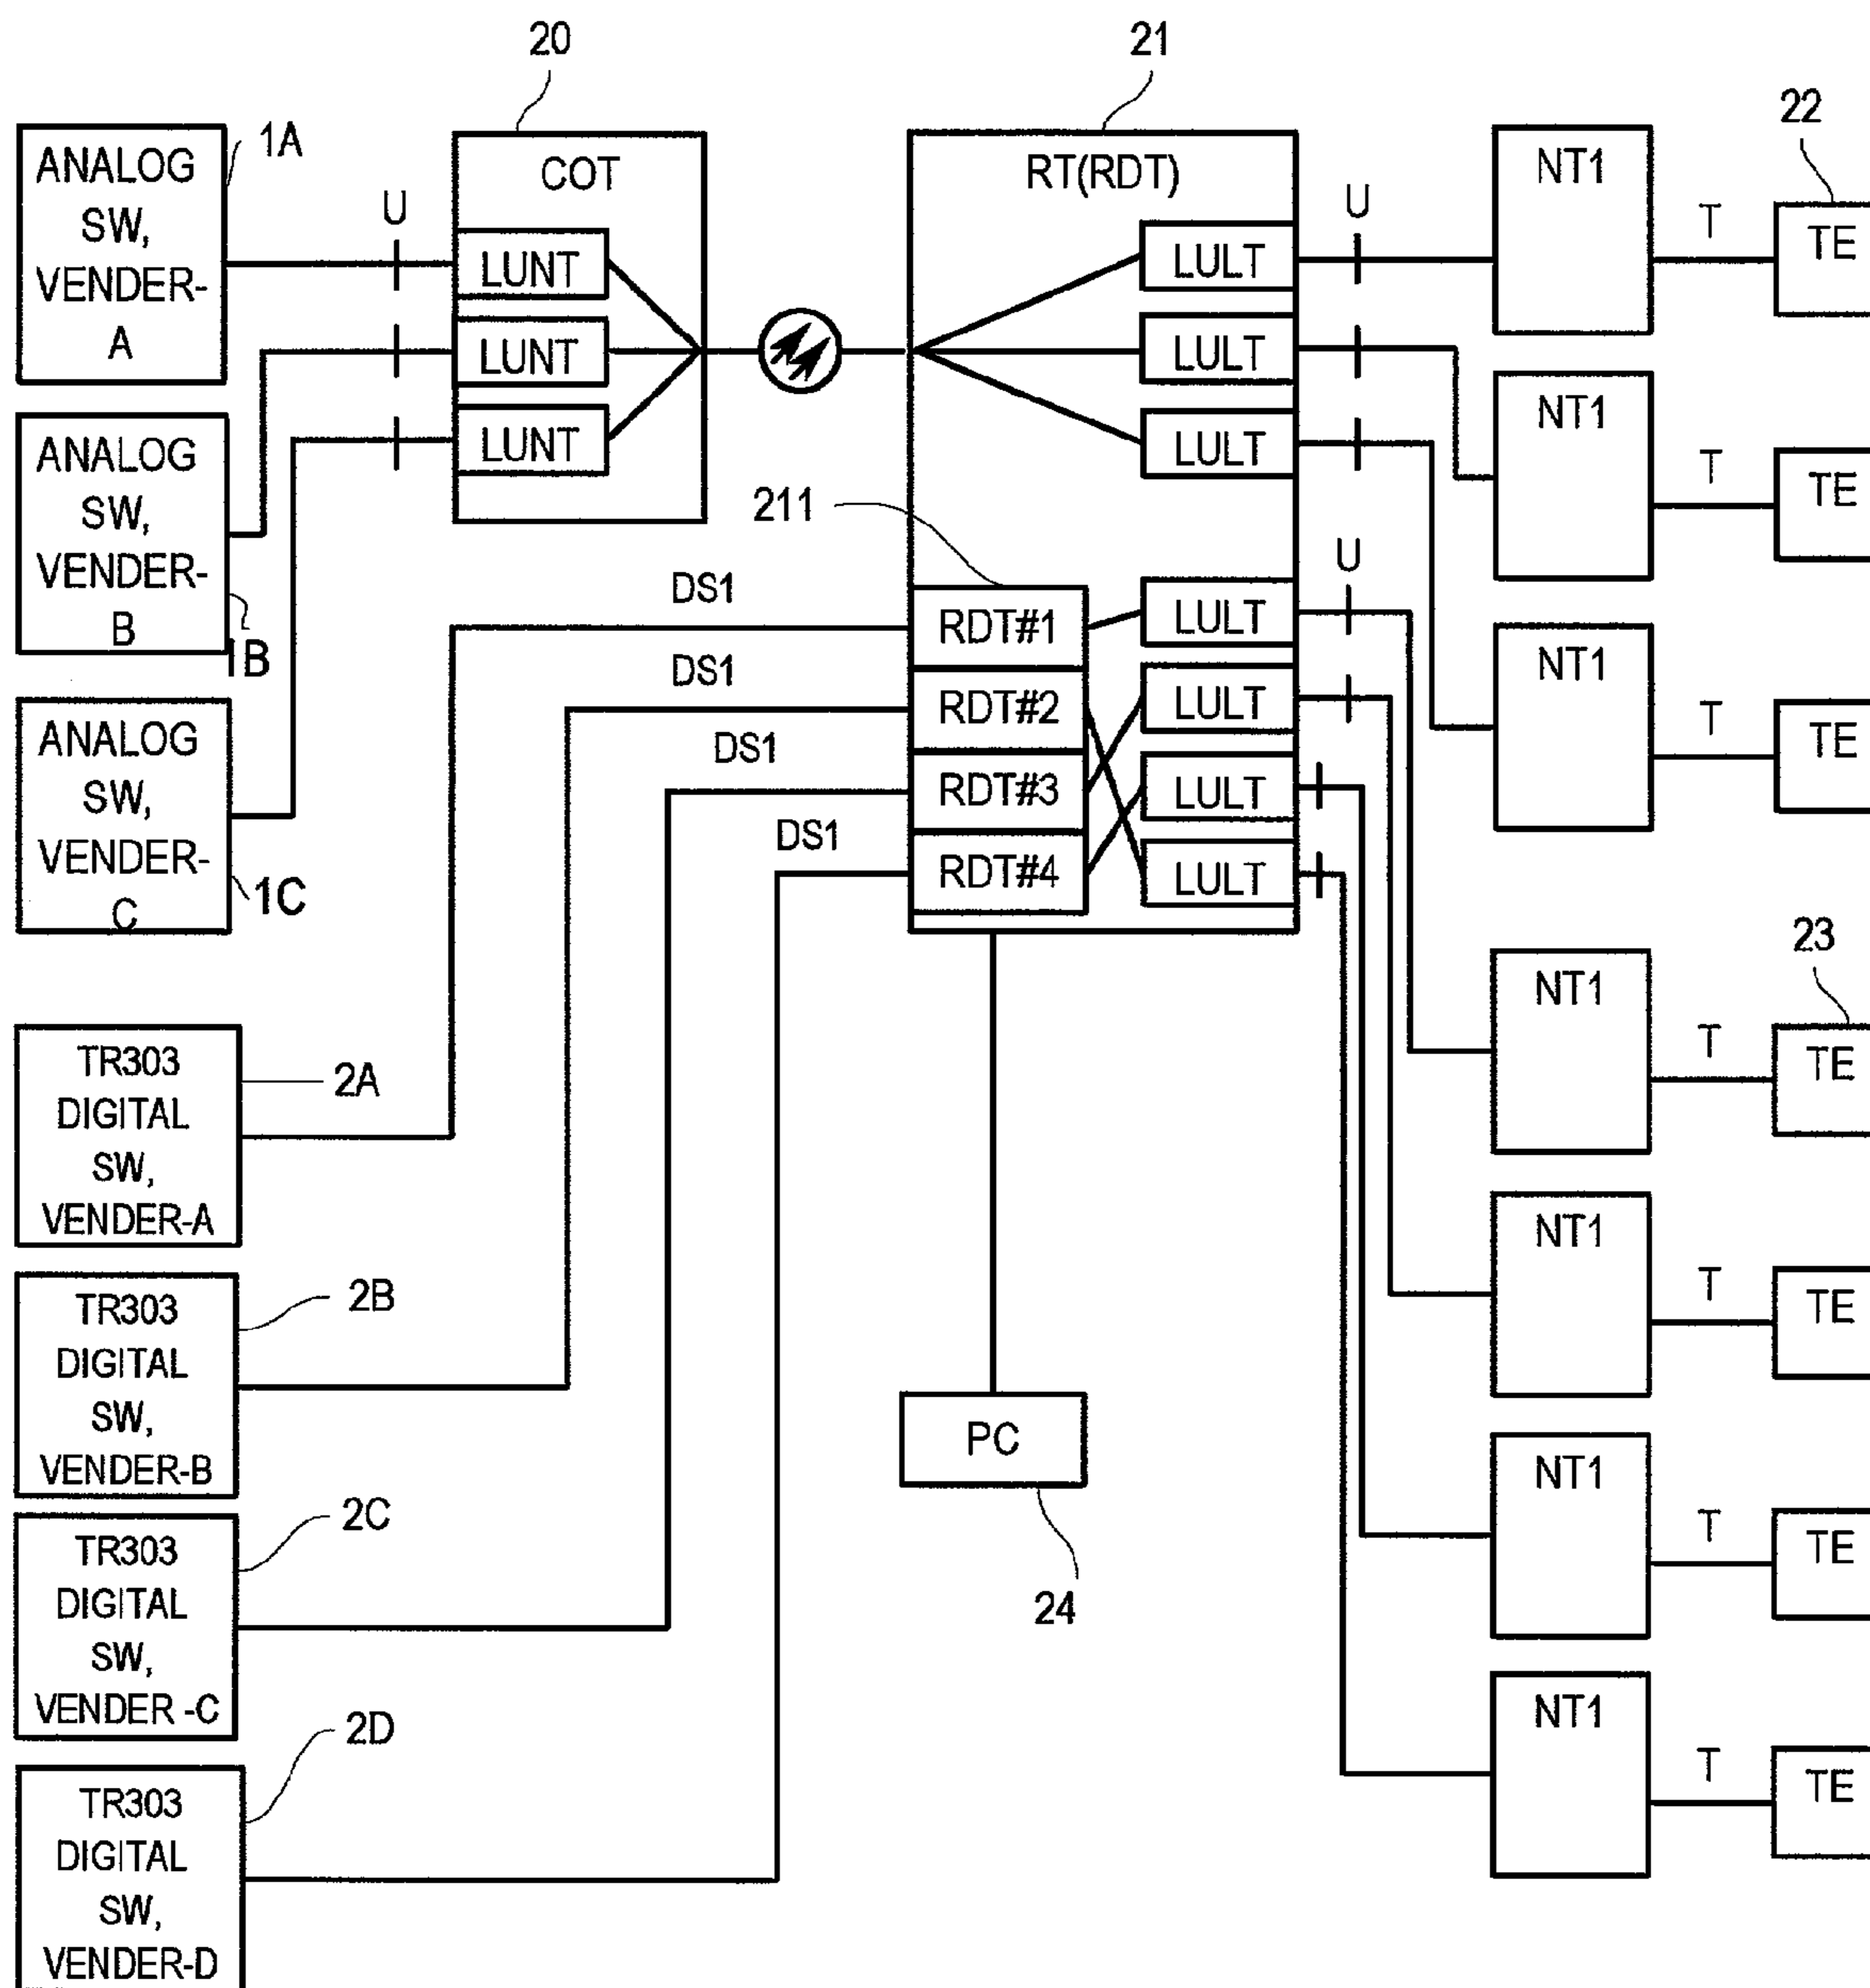 20
21
22
ANALOG
SW,
VENDER-
A
1A
U
COT
LUNT
LUNT
LUNT
RT(RDT)
LULT
LULT
LULT
U
NT1
T
TE
NT1
T
TE
NT1
T
TE
ANALOG
SW,
VENDER-
B
1B
ANALOG
SW,
VENDER-
C
1C
211
DS1
DS1
DS1
DS1
RDT#1
RDT#2
RDT#3
RDT#4
LULT
LULT
LULT
LULT
U
23
TR303
DIGITAL
SW,
VENDER-A
2A
TR303
DIGITAL
SW,
VENDER-B
2B
TR303
DIGITAL
SW,
VENDER -C
2C
TR303
DIGITAL
SW,
VENDER-D
2D
PC
24
NT1
T
TE
NT1
T
TE
NT1
T
TE
NT1
T
TE